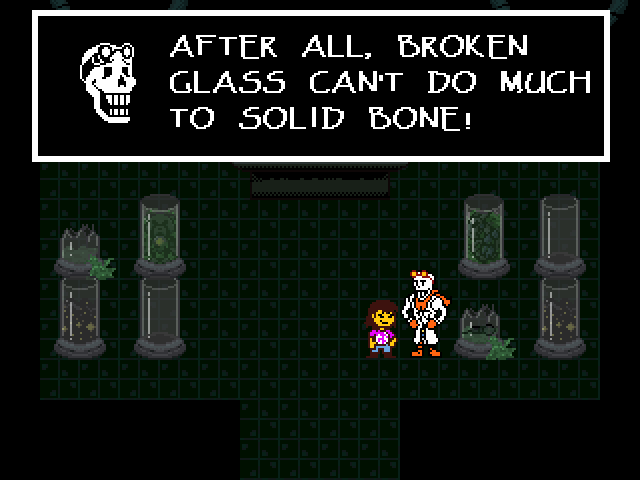 AFTER ALL, BROKEN
GLASS CAN'T DO MUCH
TO SOLID BONE!